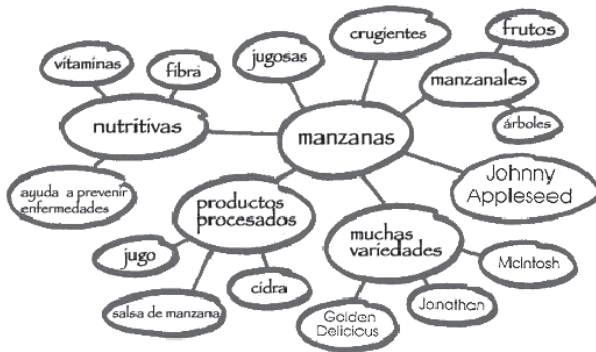 crugientes
frutos
vitaminas
fibra
jugosas
manzanales
nutritivas
manzanas
árboles
ayuda a prevenir
enfermedades
productos
procesados
Johnny
Appleseed
muchas
variedades
jugo
cidra
McIntosh
salsa de manzana
Golden
Delicious
Jonathan